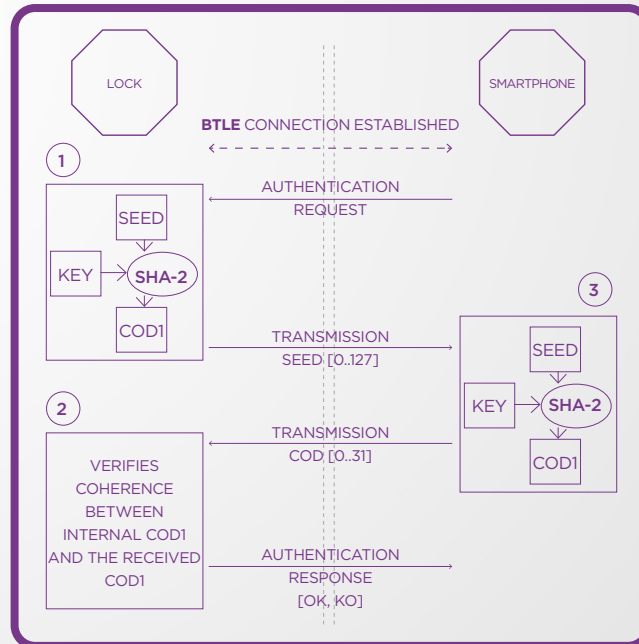 LOCK
SMARTPHONE
BTLE CONNECTION ESTABLISHED
1
AUTHENTICATION
REQUEST
SEED
KEY
SHA-2
COD1
3
TRANSMISSION
SEED [0..127]
SEED
KEY
SHA-2
COD1
2
TRANSMISSION
COD [0..31]
VERIFIES
COHERENCE
BETWEEN
INTERNAL COD1
AND THE RECEIVED
COD1
AUTHENTICATION
RESPONSE
[OK, KO]